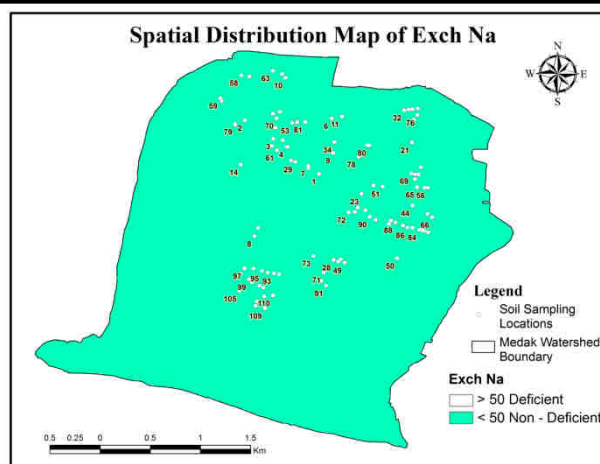 Spatial Distribution Map of Exch Na
N
W E
S
63
58 10
59
32
6 11 76
79 2 70 53 81
3 4 34 80 21
61 9 78
14 29 7
1 69
51 65 56
23 44
72 90 66
88 86 84
8
73 28 49 50
97 95 93 71
99 91
105 110
109
Legend
Soil Sampling
Locations
Medak Watershed
Boundary
Exch Na
> 50 Deficient
< 50 Non - Deficient
0.5 0.25 0 0.5 1 1.5
Km